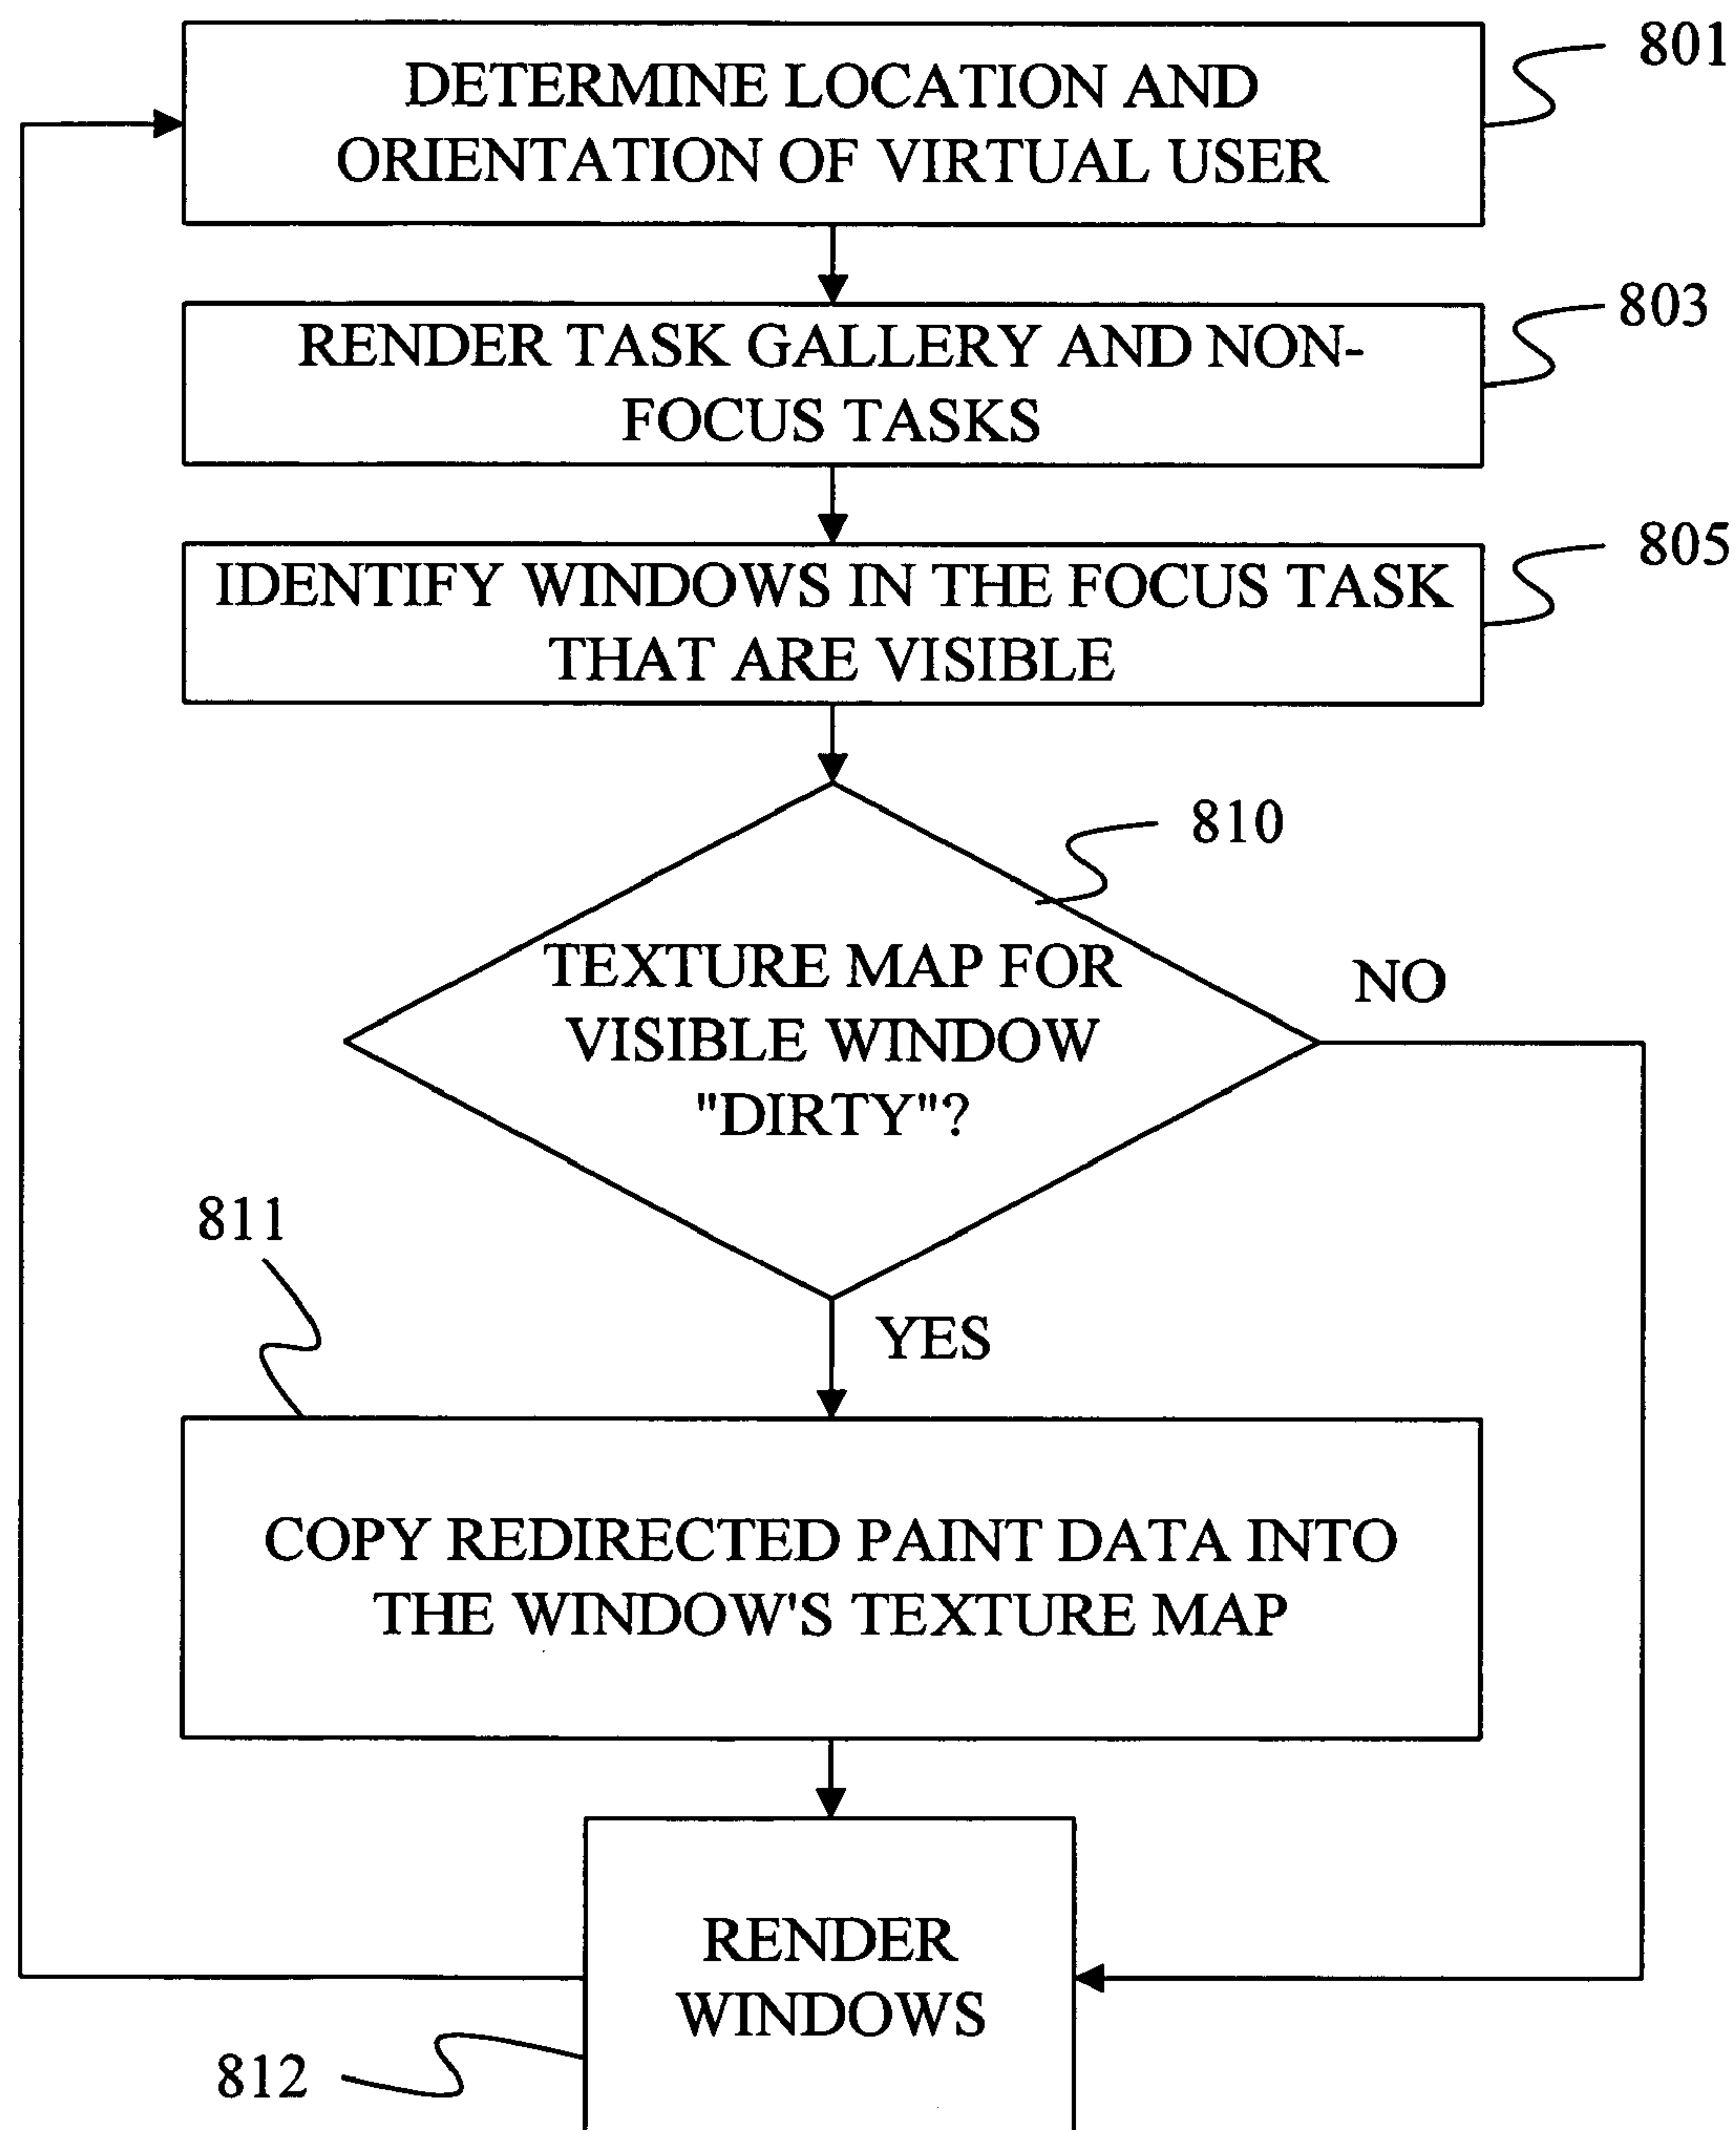 801
DETERMINE LOCATION AND
ORIENTATION OF VIRTUAL USER
803
RENDER TASK GALLERY AND NON-
FOCUS TASKS
805
IDENTIFY WINDOWS IN THE FOCUS TASK
THAT ARE VISIBLE
810
TEXTURE MAP FOR
VISIBLE WINDOW
"DIRTY"?
NO
811
YES
COPY REDIRECTED PAINT DATA INTO
THE WINDOW'S TEXTURE MAP
RENDER
WINDOWS
812